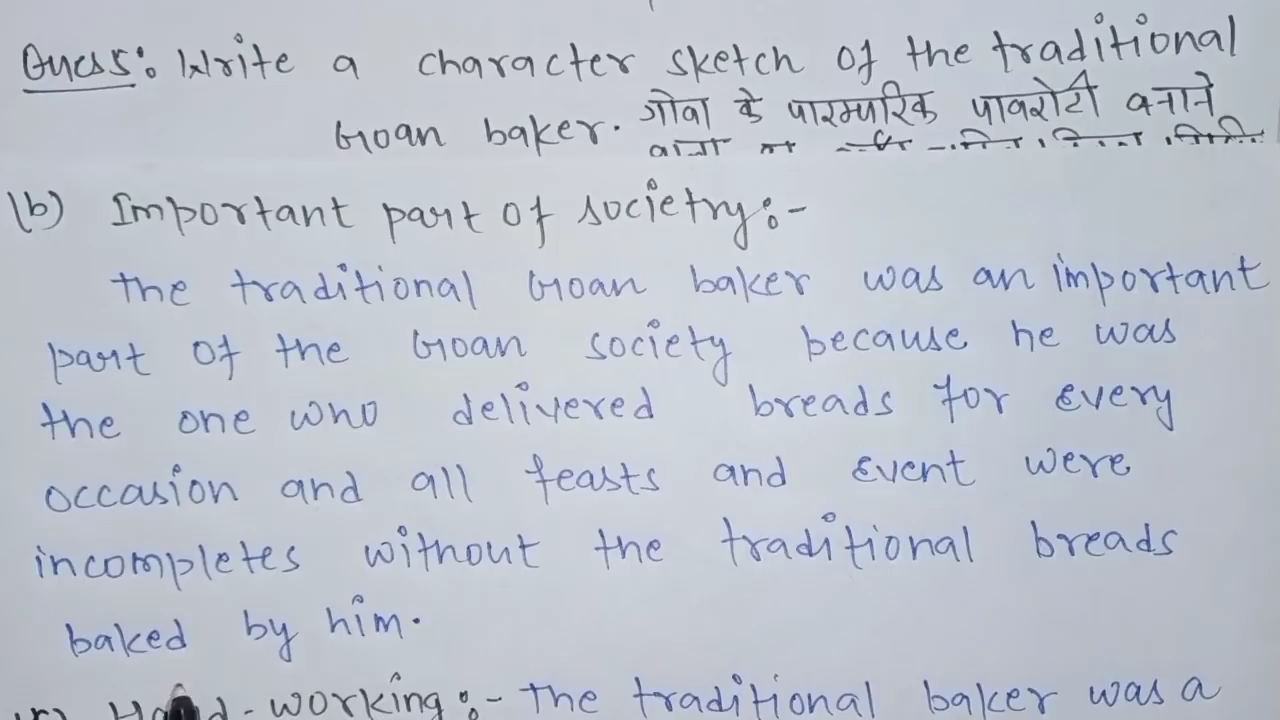 Ques: Write a character sketch of the traditional
Goan baker. गोवा के पारम्परिक पावरोटी बनाने
(b) Important part of society:-
The traditional Goan baker was an important
part of the Goan society because he was
the one who delivered breads for every
occasion and all feasts and event were
incompletes without the traditional breads
baked by him.
Hard-working:- The traditional baker was a